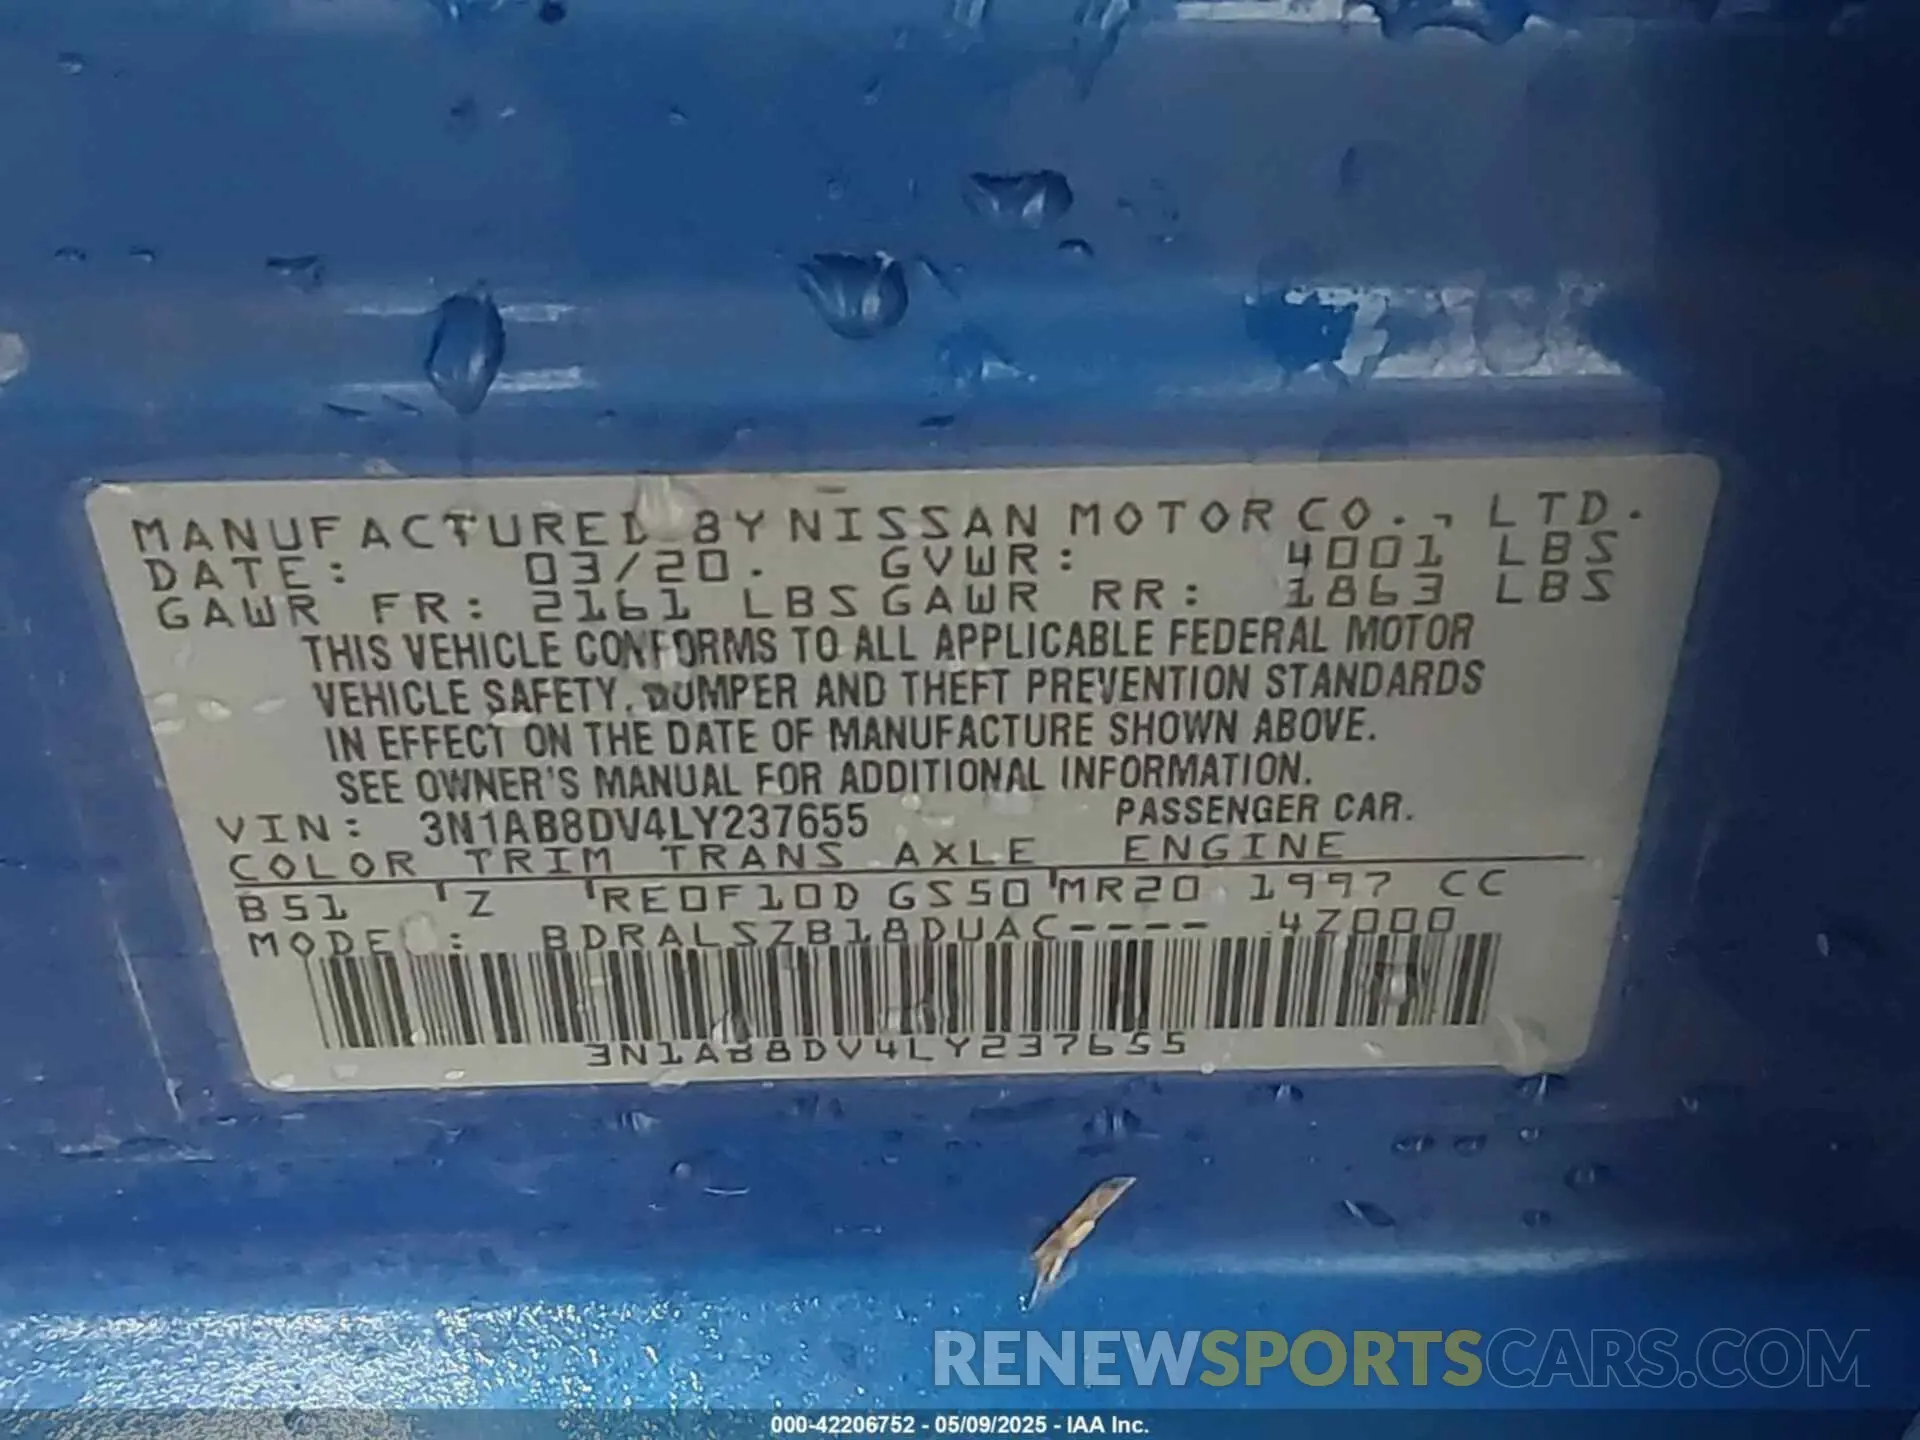 MANUFACTURED BY NISSAN MOTOR CO., LTD.
DATE: 03/20. GVWR: 4001 LBS
GAWR FR: 2161 LBS GAWR RR: 1863 LBS
THIS VEHICLE CONFORMS TO ALL APPLICABLE FEDERAL MOTOR
VEHICLE SAFETY, BUMPER AND THEFT PREVENTION STANDARDS
IN EFFECT ON THE DATE OF MANUFACTURE SHOWN ABOVE.
SEE OWNER'S MANUAL FOR ADDITIONAL INFORMATION.
VIN: 3N1AB8DV4LY237655 PASSENGER CAR.
COLOR TRIM TRANS AXLE ENGINE
B51 Z RE0F10D GS50 MR20 1997 CC
MODEL: BDRALSZB18DUAC---- 4Z000
3N1AB8DV4LY237655
RENEWSPORTSCARS.COM
000-42206752 - 05/09/2025 - IAA Inc.